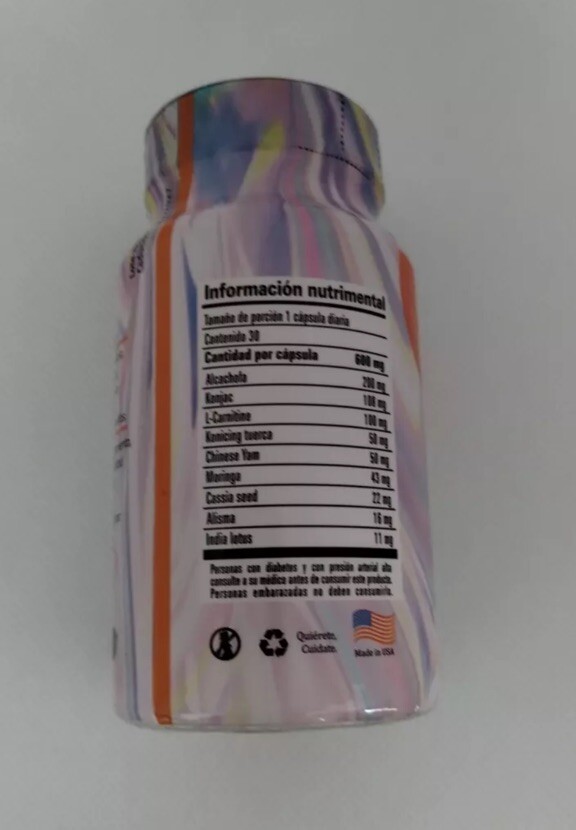 Información nutrimental
Tamaño de porción 1 cápsula diaria
Contenido 30
Cantidad por cápsula 600 mg
Alcachola 200 mg
Konjac 100 mg
L-Carnitine 100 mg
Konicing tuerca 50 mg
Chinese Yam 50 mg
Moringa 43 mg
Cassia seed 22 mg
Alisma 16 mg
India lotus 11 mg
Personas con diabetes y con presión arterial alta
consulte a su médico antes de consumir este producto.
Personas embarazadas no deben consumirlo.
Quiérete,
Cuídate.
Made in USA